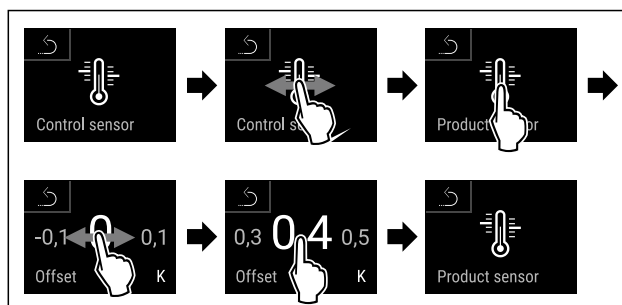 Control sensor
Control
Product
-0,1 0 0,1
Offset K
0,3 0,4 0,5
Offset K
Product sensor